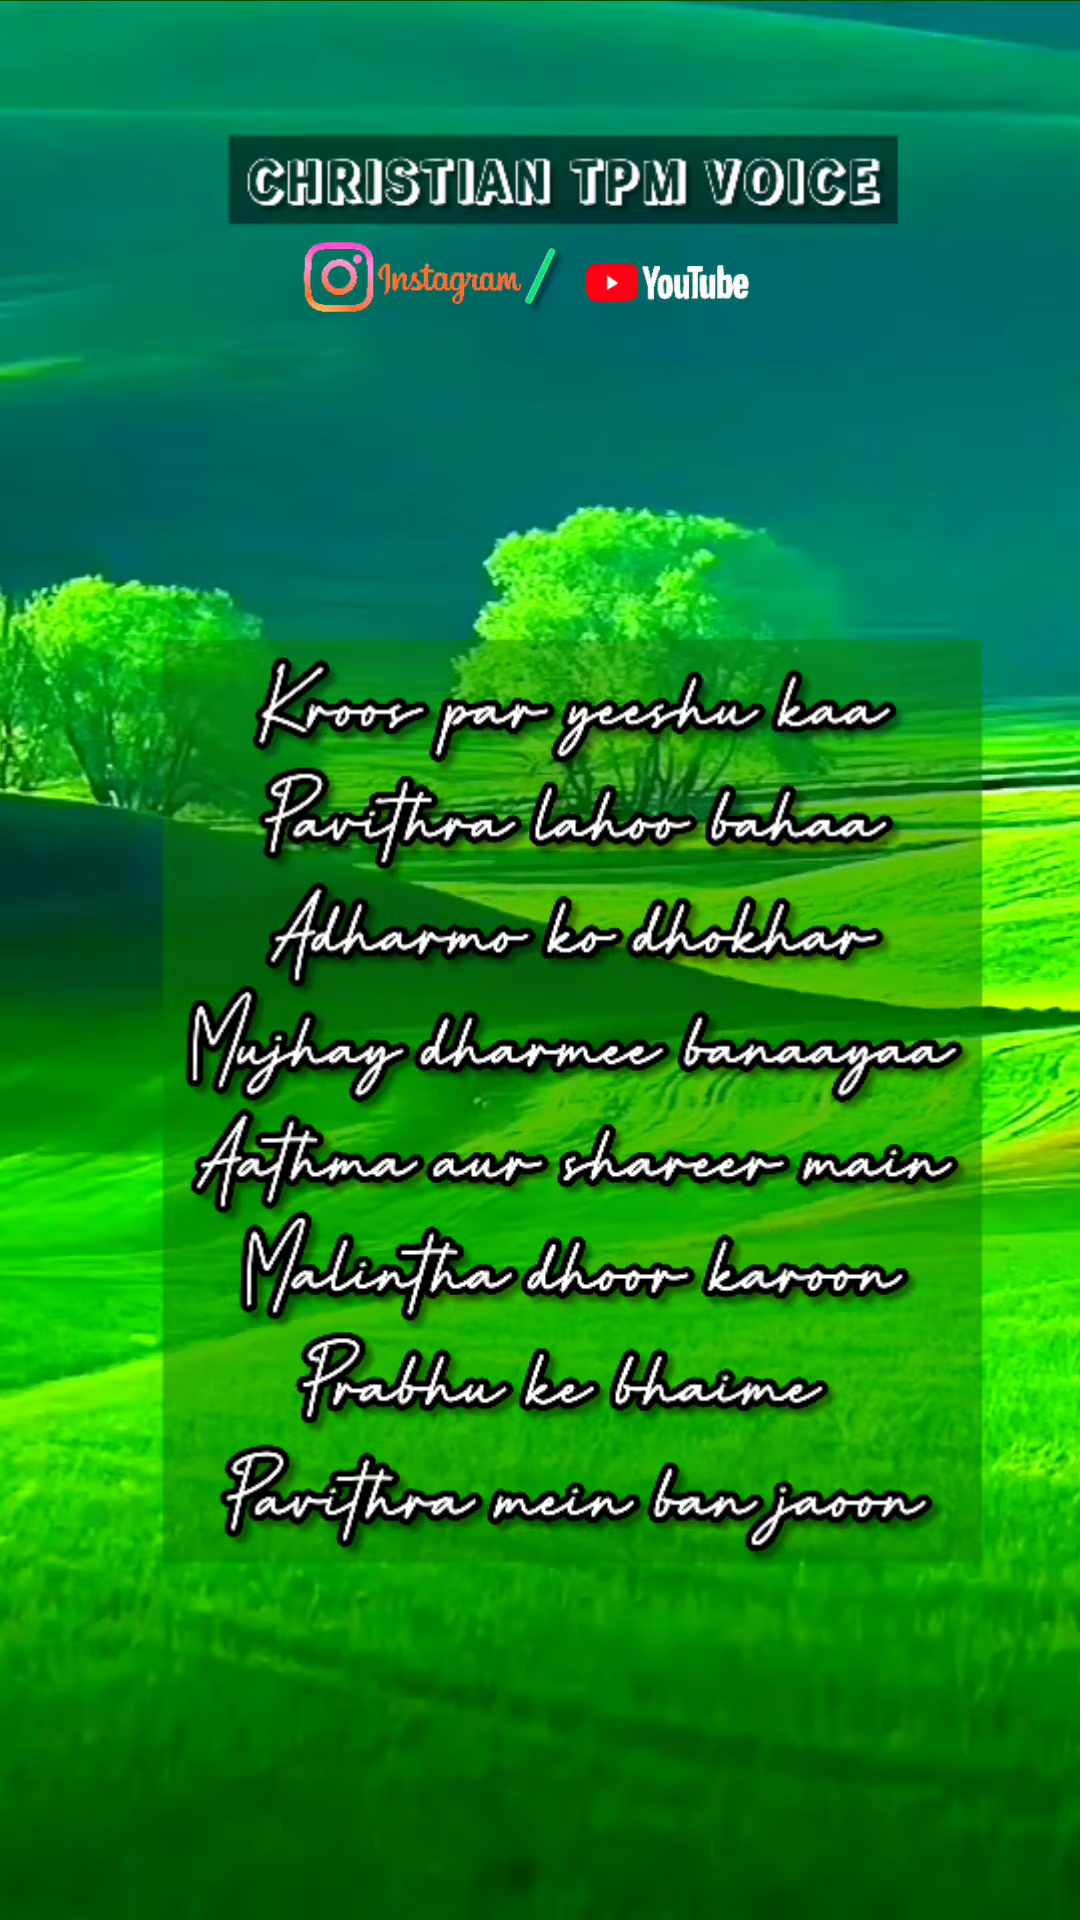 CHRISTIAN TPM VOICE
Instagram / YouTube
Kroos par yeeshu kaa
Pavithra lahoo bahaa
Adharmo ko dhokhar
Mujhay dharmee banaayaa
Aathma aur shareer main
Malintha dhoor karoon
Prabhu ke bhaime
Pavithra mein ban jaoon